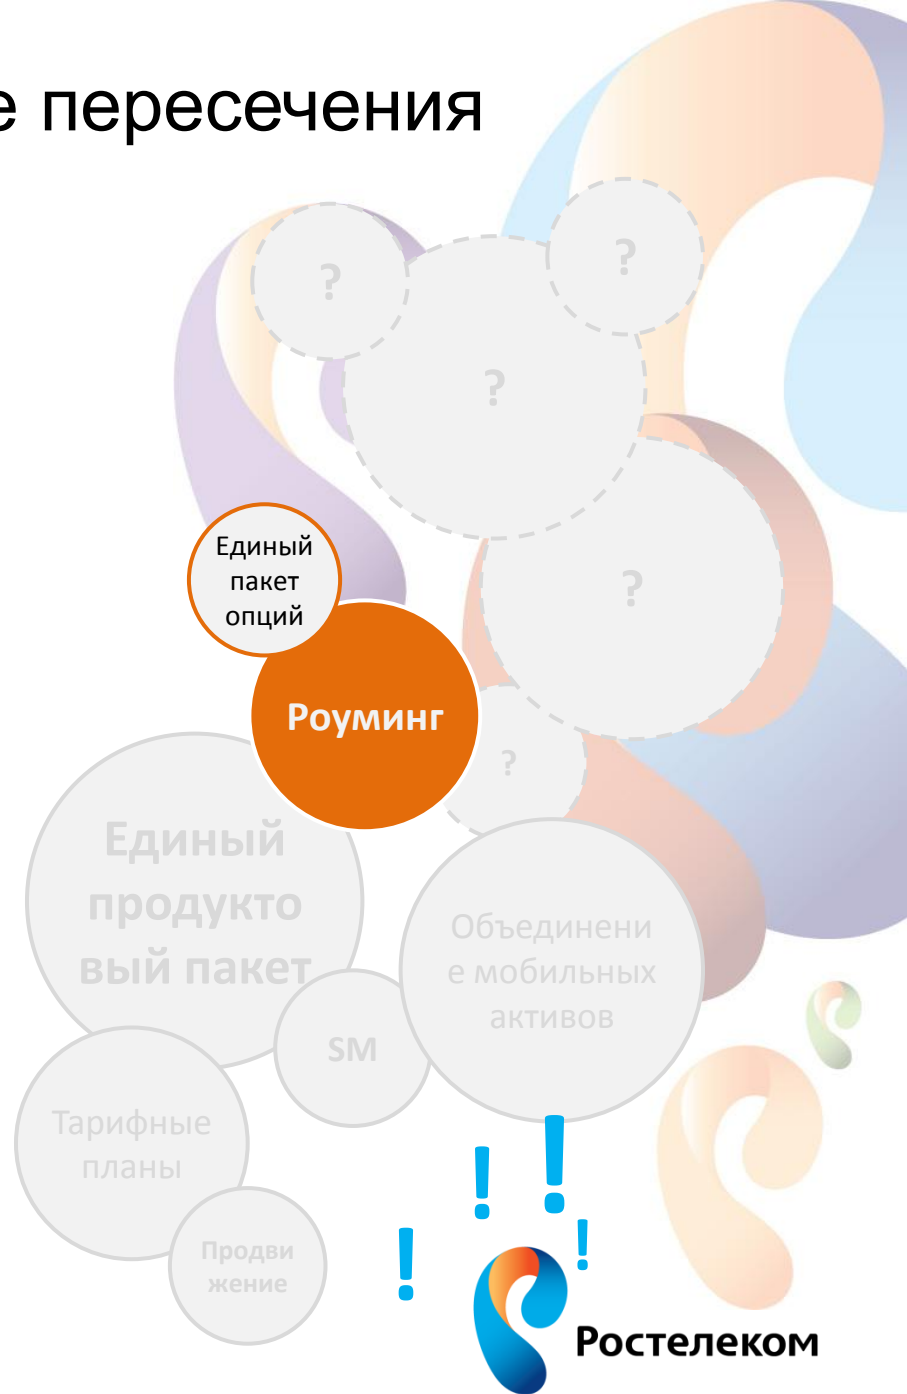 е пересечения
?
?
?
?
Единый
пакет
опций
Роуминг
?
Единый
продукто
вый пакет
Объединени
е мобильных
активов
SM
Тарифные
планы
Продви
жение
!
!
!
!
Ростелеком